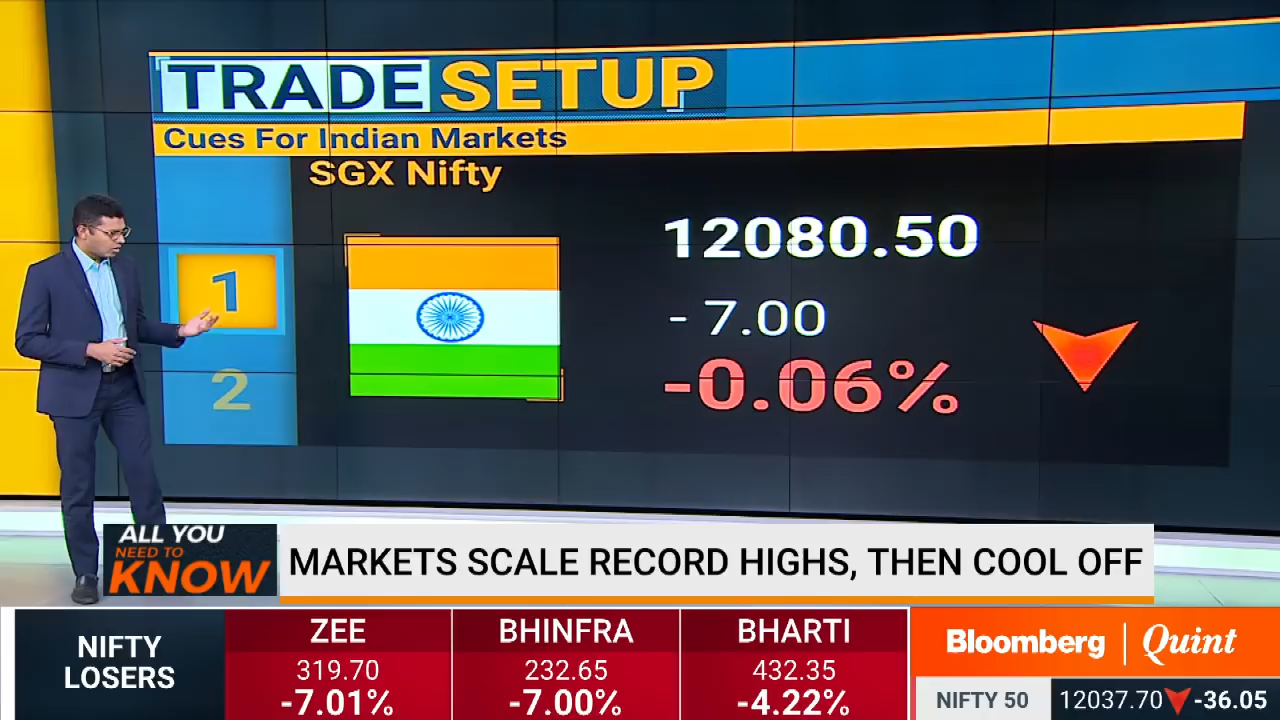 TRADE SETUP
Cues For Indian Markets
SGX Nifty
1
2
12080.50
- 7.00
-0.06%
ALL YOU
NEED TO
KNOW
MARKETS SCALE RECORD HIGHS, THEN COOL OFF
NIFTY
LOSERS
ZEE
319.70
-7.01%
BHINFRA
232.65
-7.00%
BHARTI
432.35
-4.22%
Bloomberg | Quint
NIFTY 50
12037.70 -36.05